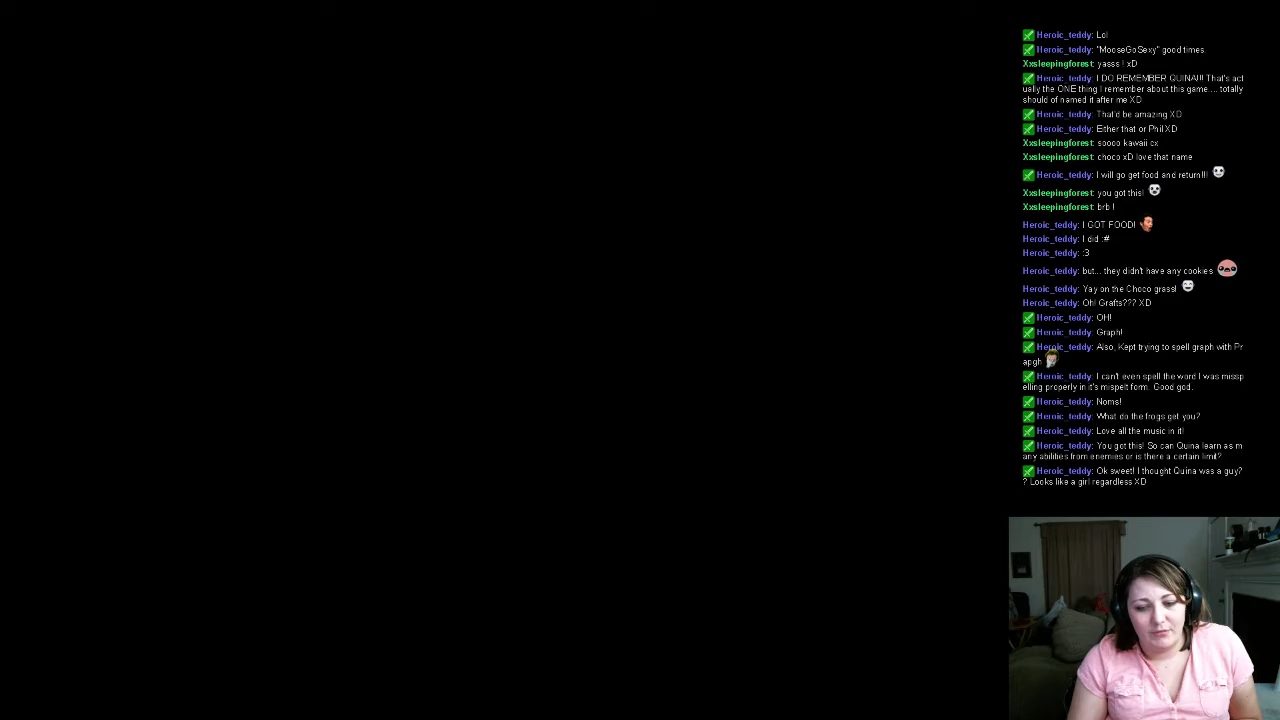 Heroic_teddy: Lol
Heroic_teddy: "MooseGoSexy" good times.
Xxsleepingforest: yasss ! xD
Heroic_teddy: I DO REMEMBER QUINA!!! That's act
ually the ONE thing I remember about this game.... totally
should of named it after me XD
Heroic_teddy: That'd be amazing XD
Heroic_teddy: Either that or Phil XD
Xxsleepingforest: soooo kawaii cx
Xxsleepingforest: choco xD love that name
Heroic_teddy: I will go get food and return!!!
Xxsleepingforest: you got this!
Xxsleepingforest: brb !
Heroic_teddy: I GOT FOOD!
Heroic_teddy: I did :#
Heroic_teddy: :3
Heroic_teddy: but... they didn't have any cookies
Heroic_teddy: Yay on the Choco grass!
Heroic_teddy: Oh! Grafts??? XD
Heroic_teddy: OH!
Heroic_teddy: Graph!
Heroic_teddy: Also, Kept trying to spell graph with Pr
apgh
Heroic_teddy: I can't even spell the word I was missp
elling properly in it's mispelt form. Good god.
Heroic_teddy: Noms!
Heroic_teddy: What do the frogs get you?
Heroic_teddy: Love all the music in it!
Heroic_teddy: You got this! So can Quina learn as m
any abilities from enemies or is there a certain limit?
Heroic_teddy: Ok sweet! I thought Quina was a guy?
? Looks like a girl regardless XD